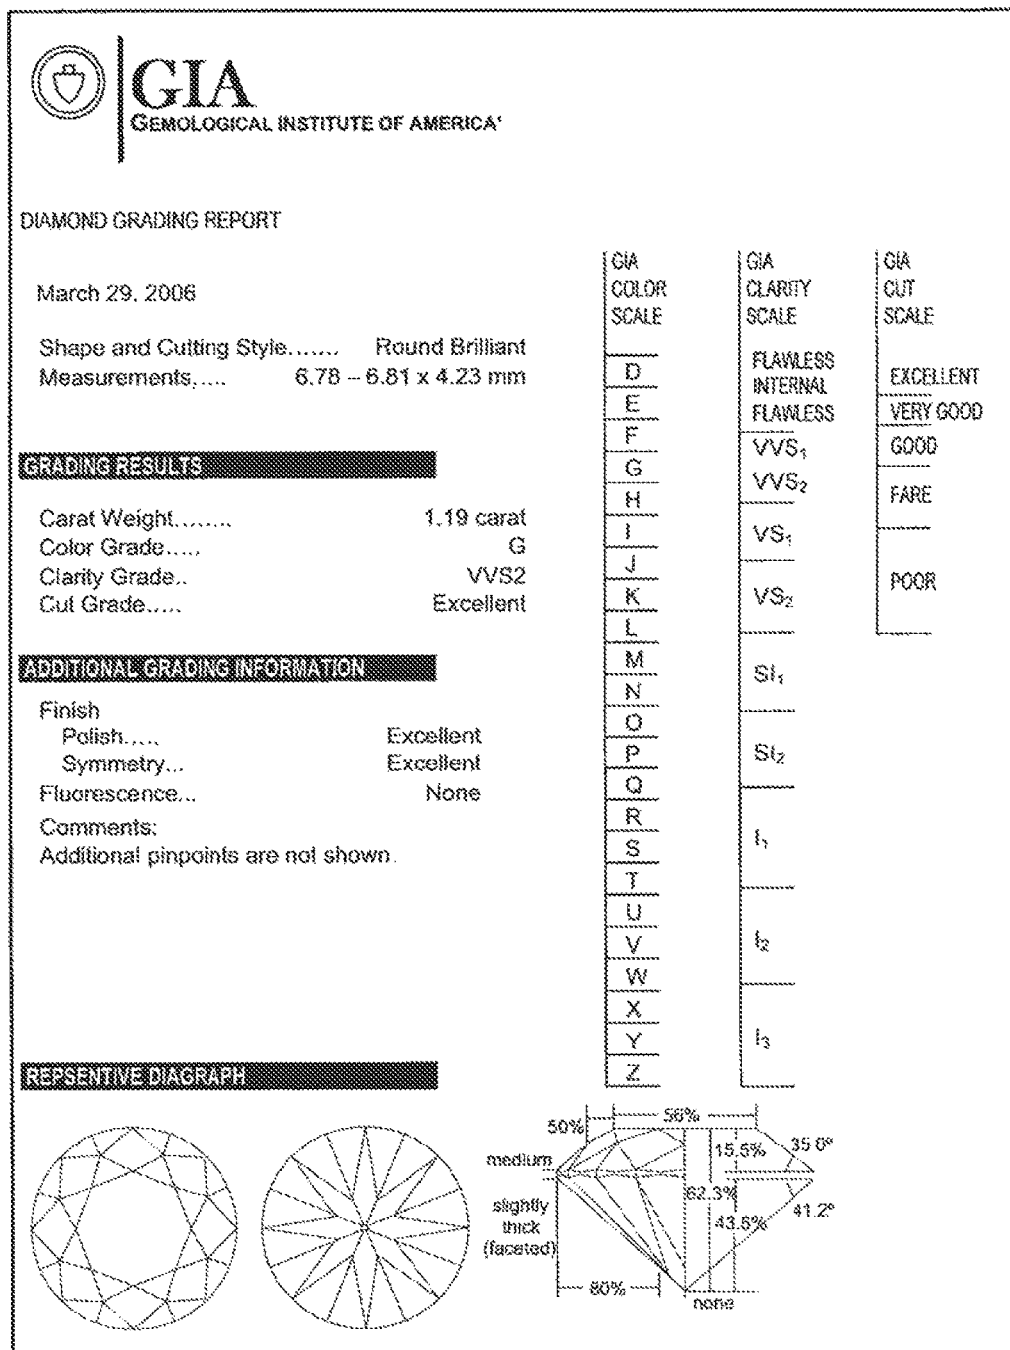 GIA
GEMOLOGICAL INSTITUTE OF AMERICA'
DIAMOND GRADING REPORT
March 29, 2006
Shape and Cutting Style....... Round Brilliant
Measurements..... 6.78 – 6.81 x 4.23 mm
GRADING RESULTS
Carat Weight........ 1.19 carat
Color Grade..... G
Clarity Grade.. VVS2
Cut Grade..... Excellent
ADDITIONAL GRADING INFORMATION
Finish
Polish..... Excellent
Symmetry... Excellent
Fluorescence... None
Comments:
Additional pinpoints are not shown.
GIA
COLOR
SCALE
D
E
F
G
H
I
J
K
L
M
N
O
P
Q
R
S
T
U
V
W
X
Y
Z
GIA
CLARITY
SCALE
FLAWLESS
INTERNAL
FLAWLESS
VVS₁
VVS₂
VS₁
VS₂
SI₁
SI₂
I₁
I₂
I₃
GIA
CUT
SCALE
EXCELLENT
VERY GOOD
GOOD
FARE
POOR
REPSENTIVE DIAGRAPH
50%
56%
medium
15.5%
35.0°
62.3%
slightly
thick
(faceted)
43.5%
41.2°
80%
none